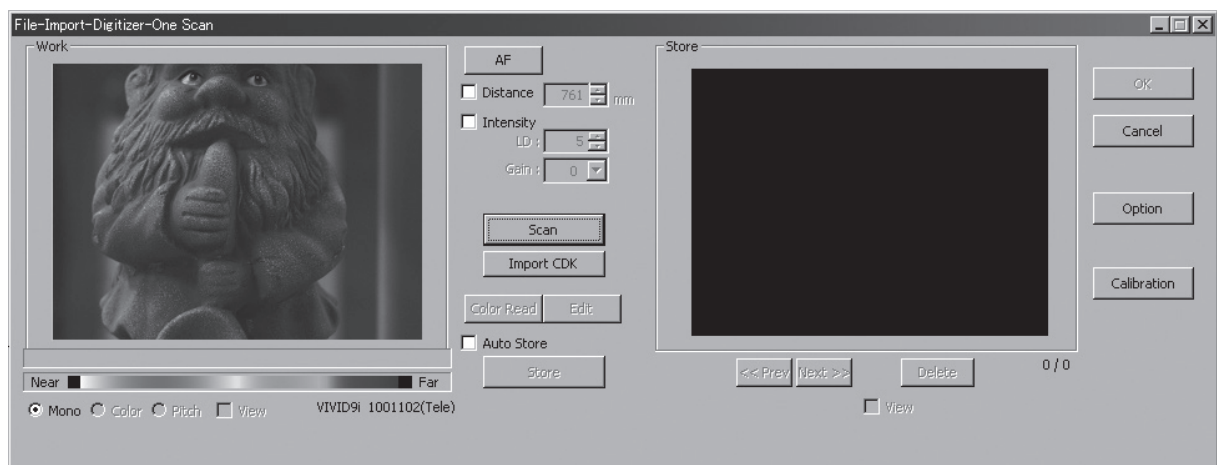 File-Import-Digitizer-One Scan
Work
AF
Distance 761 mm
Intensity
LD : 5
Gain : 0
Scan
Import CDK
Color Read Edit
Auto Store
Store
Near Far
Mono Color Pitch View VIVID9i 1001102(Tele)
Store
<< Prev Next >> Delete 0 / 0
View
OK
Cancel
Option
Calibration